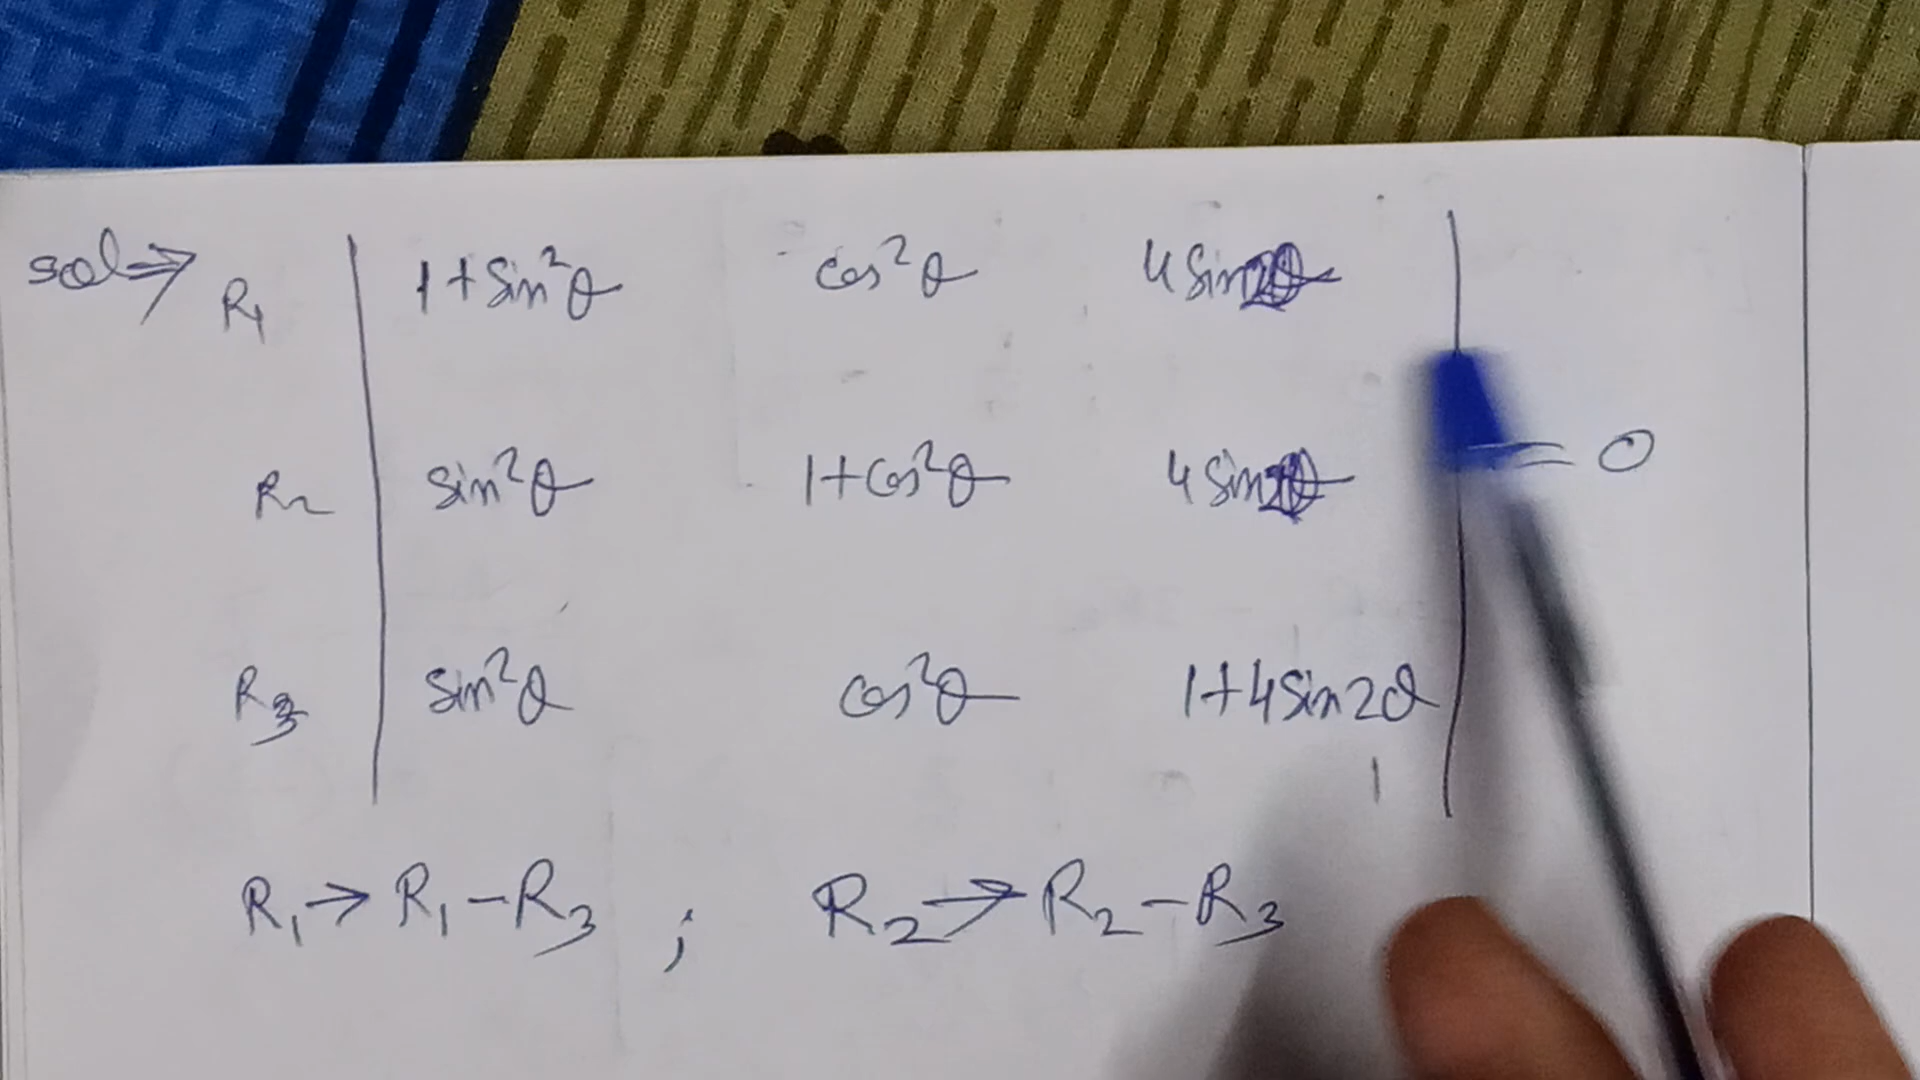 sol ⇒ R₁ | 1+sin²θ cos²θ 4sin2θ |
R₂ | sin²θ 1+cos²θ 4sin2θ | = 0
R₃ | sin²θ cos²θ 1+4sin2θ |
R₁ → R₁ - R₃ ; R₂ → R₂ - R₃